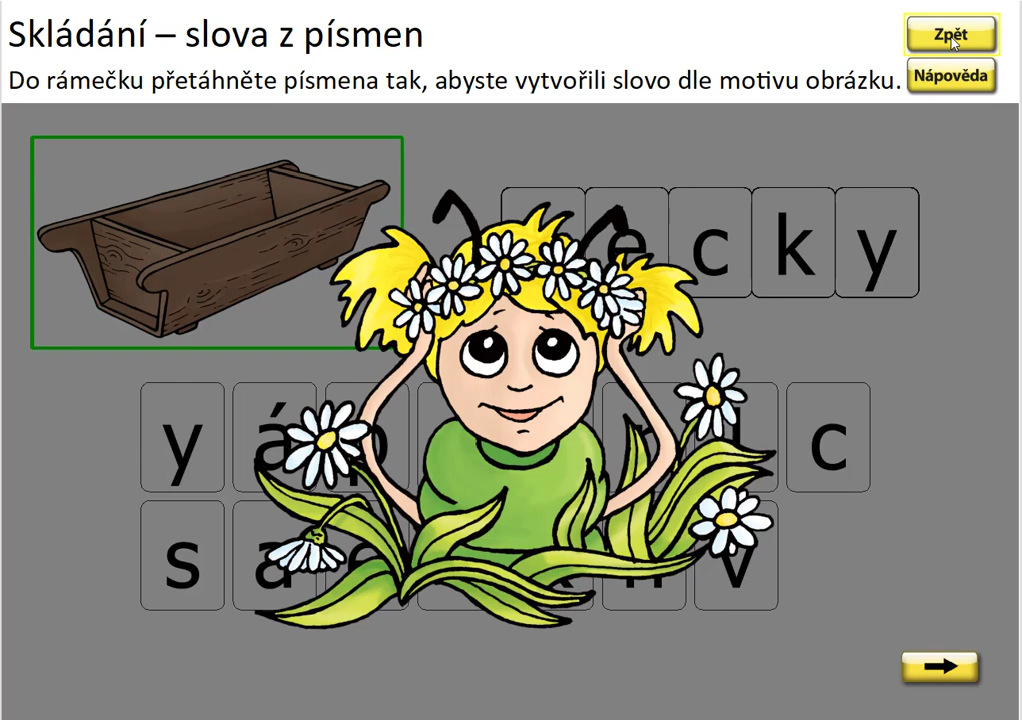 Skládání – slova z písmen
Zpět
Do rámečku přetáhněte písmena tak, abyste vytvořili slovo dle motivu obrázku.
Nápověda
e c k y
y á p c
s a v